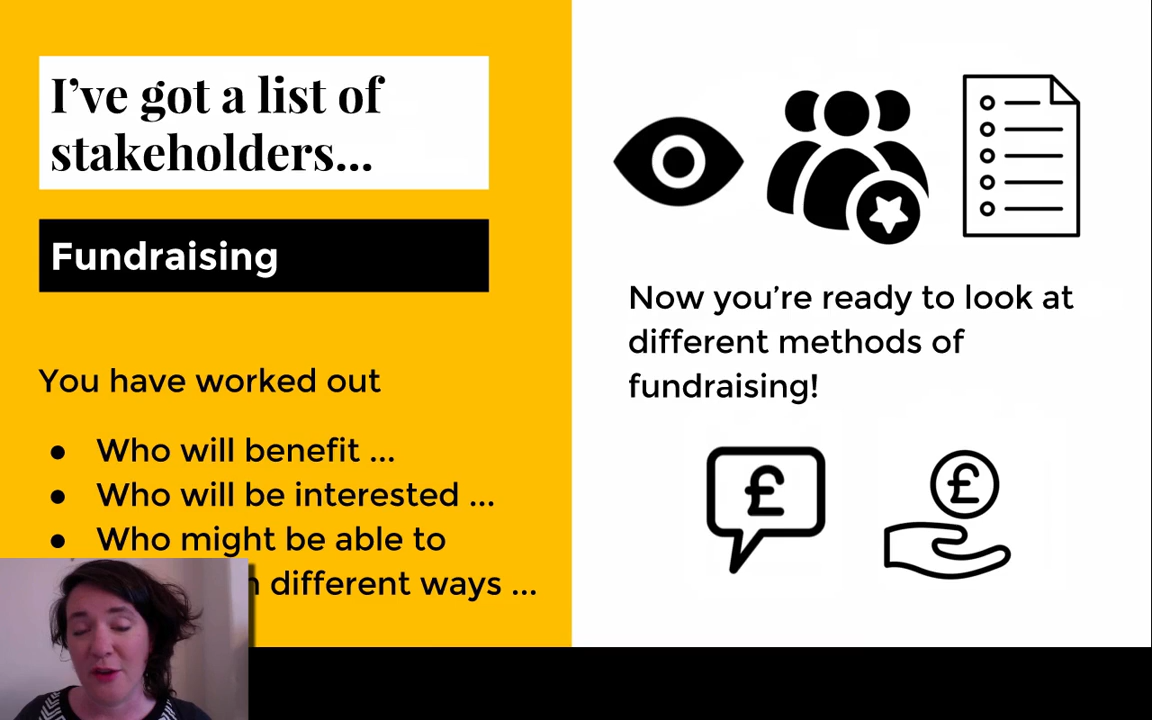 I've got a list of
stakeholders...
Fundraising
You have worked out
● Who will benefit ...
● Who will be interested ...
● Who might be able to
different ways ...
Now you're ready to look at
different methods of
fundraising!
£
£